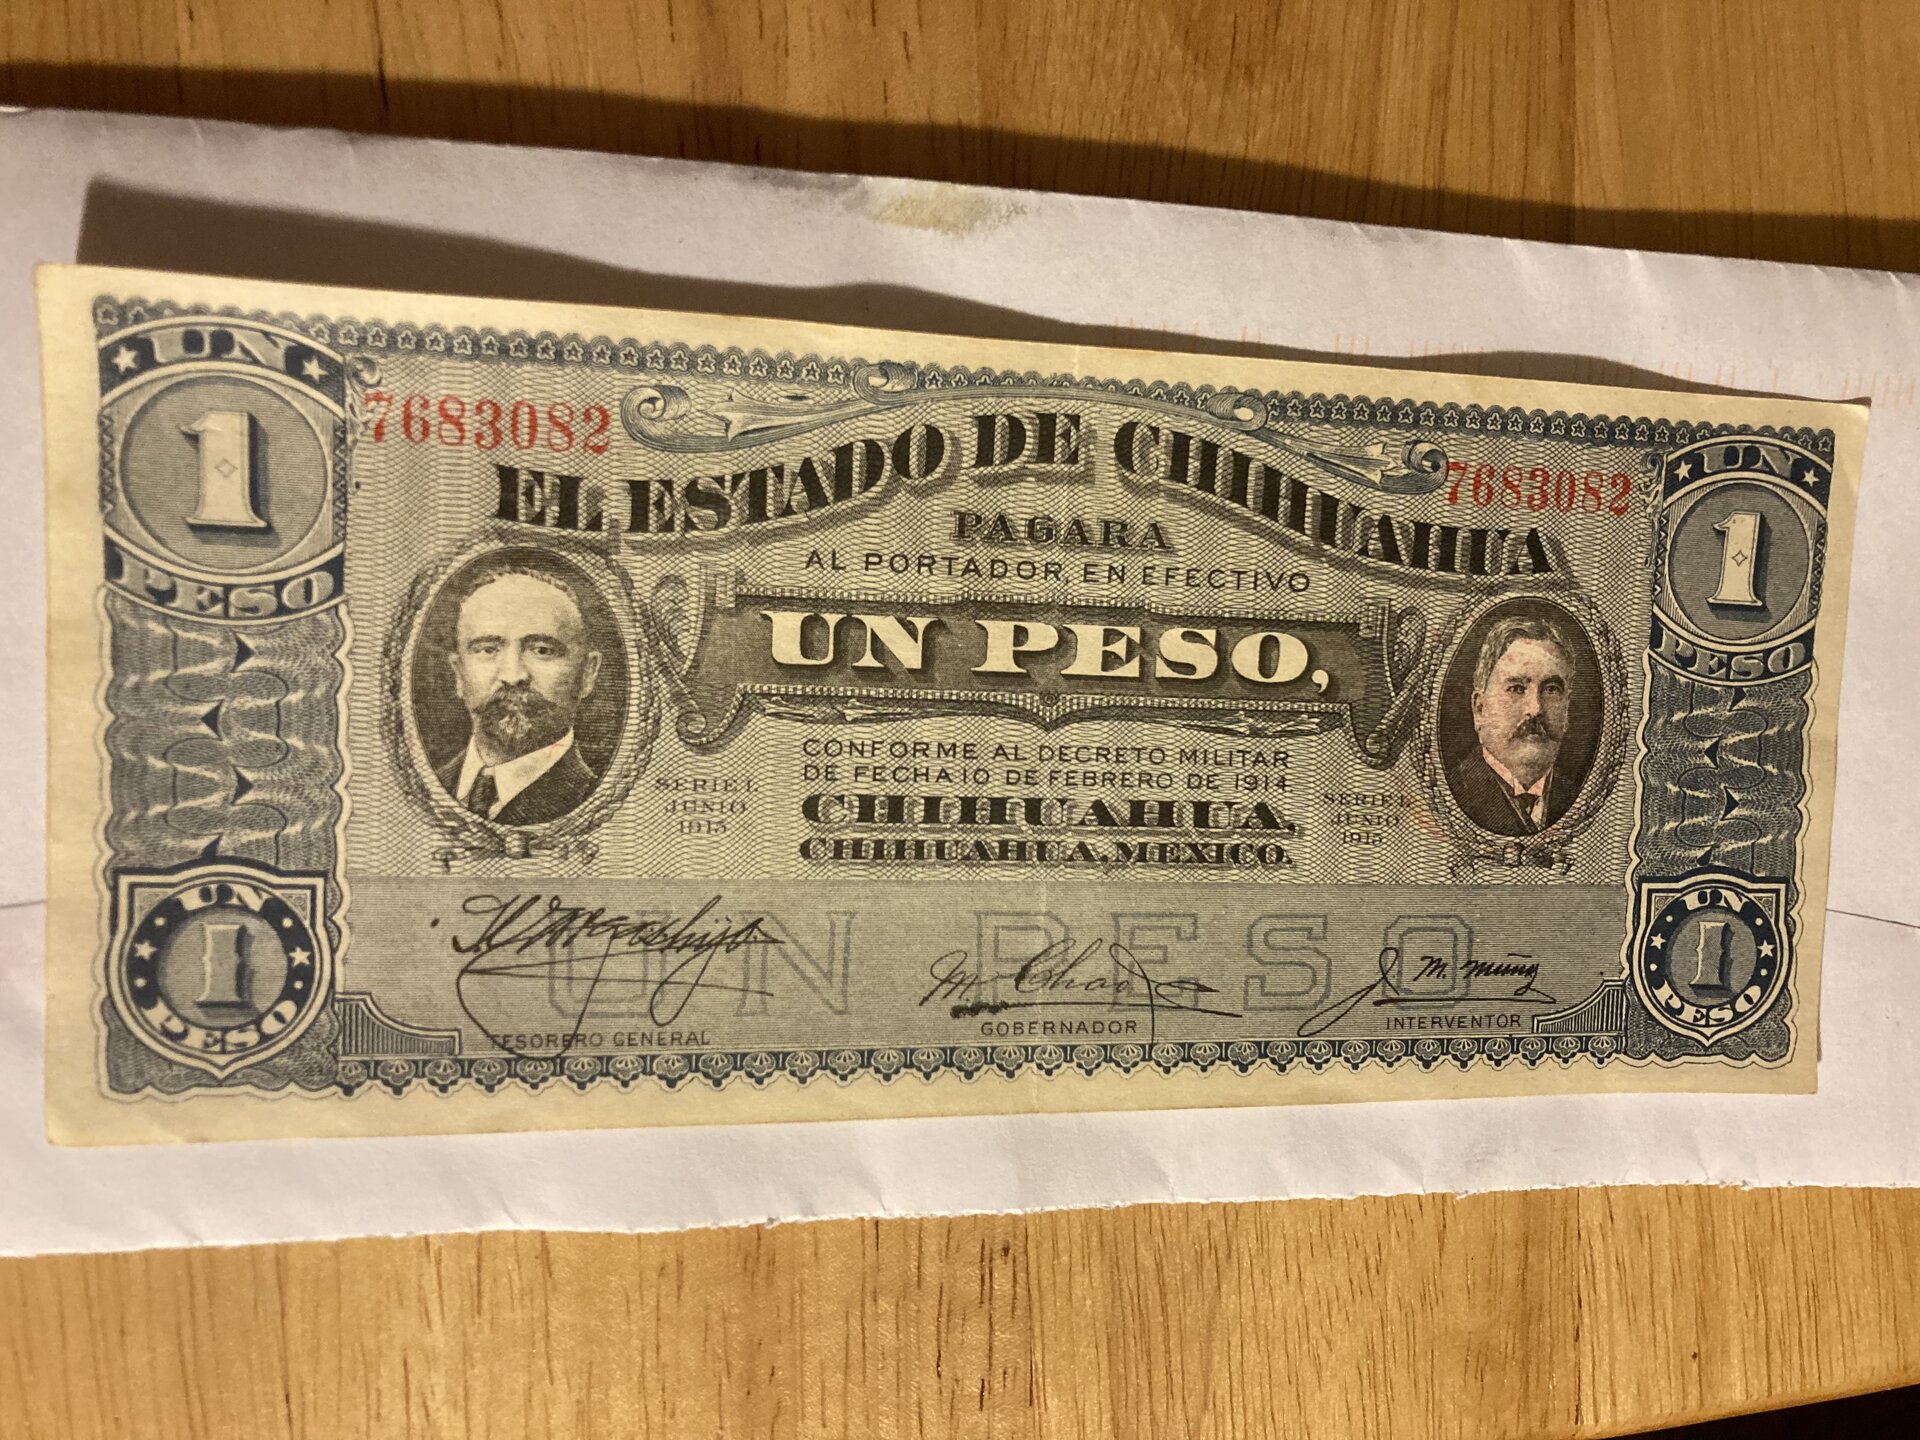 UN
1
PESO
7683082
EL ESTADO DE CHIHUAHUA
7683082
UN
1
PESO
PAGARA
AL PORTADOR, EN EFECTIVO
UN PESO,
CONFORME AL DECRETO MILITAR
DE FECHA 10 DE FEBRERO DE 1914
CHIHUAHUA,
CHIHUAHUA, MEXICO.
SERIE
JUNIO
1915
SERIE
JUNIO
1915
UN PESO
J. M. Muñoz
TESORERO GENERAL
GOBERNADOR
INTERVENTOR
UN
1
PESO
UN
1
PESO